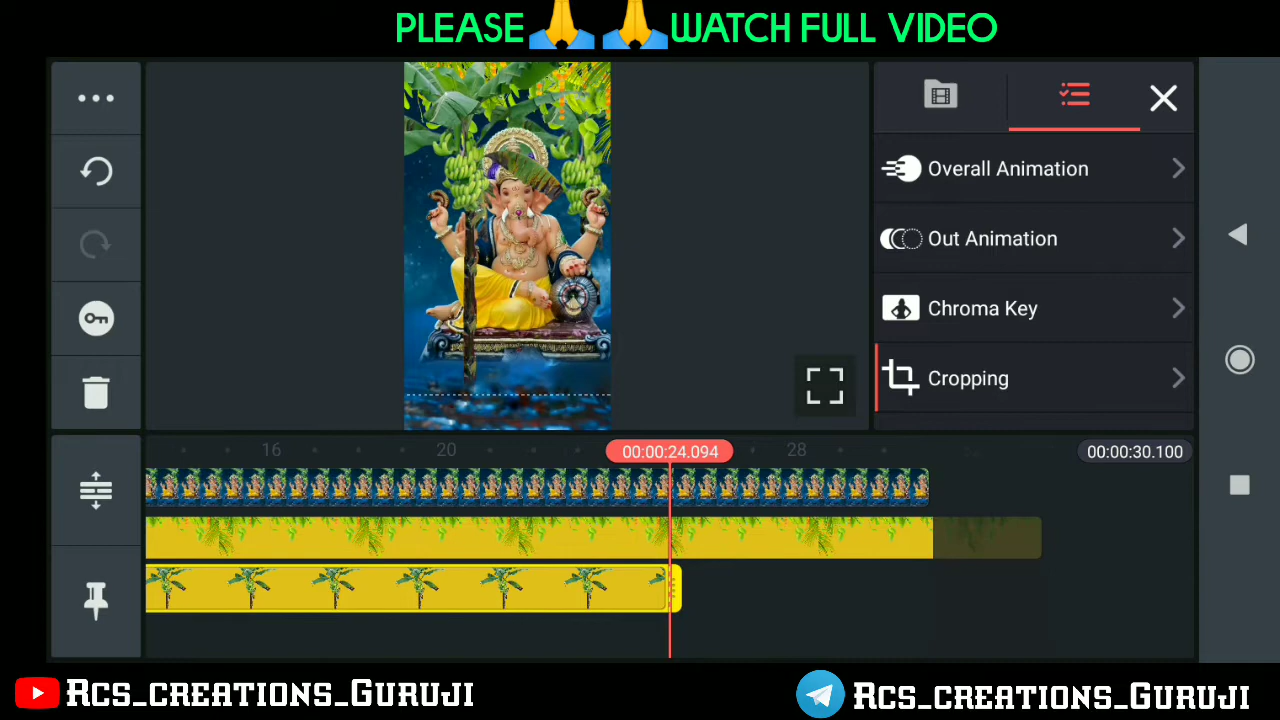 PLEASE🙏 🙏WATCH FULL VIDEO
Overall Animation
Out Animation
Chroma Key
Cropping
16 20 00:00:24.094 28 00:00:30.100
Rcs_creations_Guruji Rcs_creations_Guruji